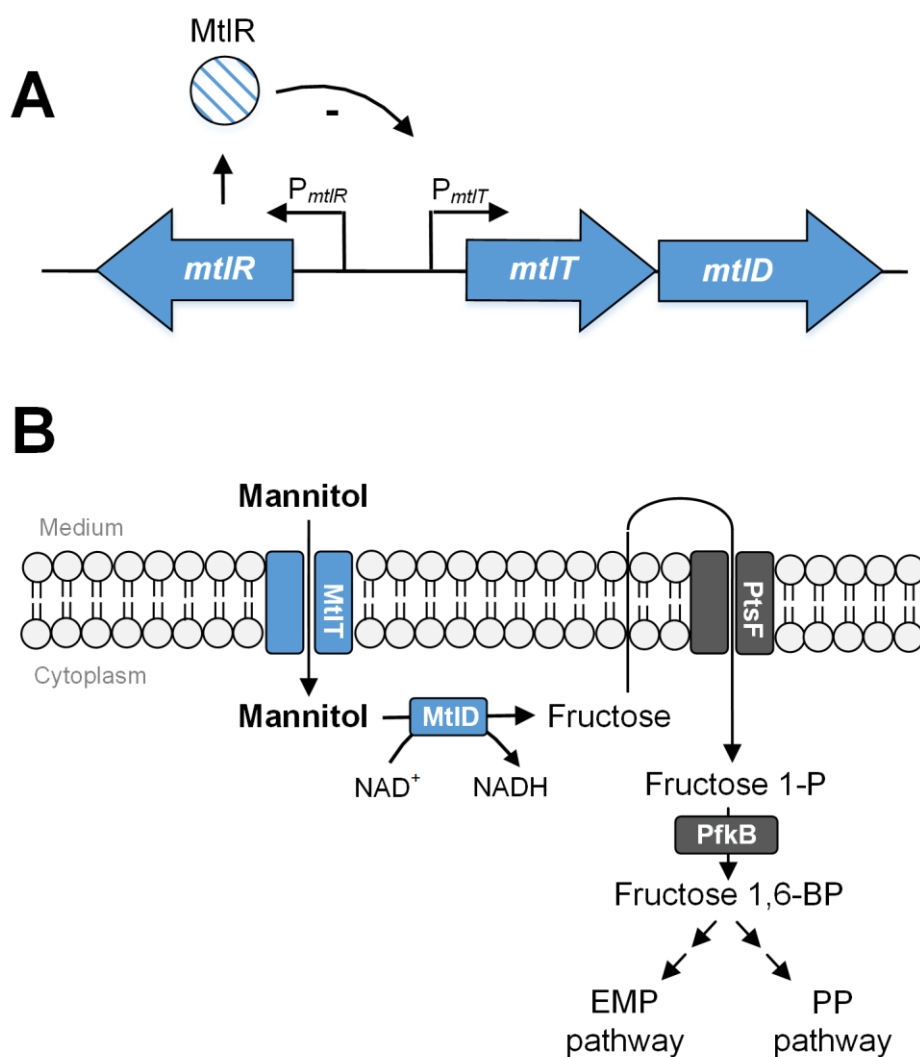 A
MtlR
-
PmtlR
PmtlT
mtlR
mtlT
mtlD
B
Mannitol
Medium
MtlT
PtsF
Cytoplasm
Mannitol
MtlD
Fructose
NAD+
NADH
Fructose 1-P
PfkB
Fructose 1,6-BP
EMP
pathway
PP
pathway